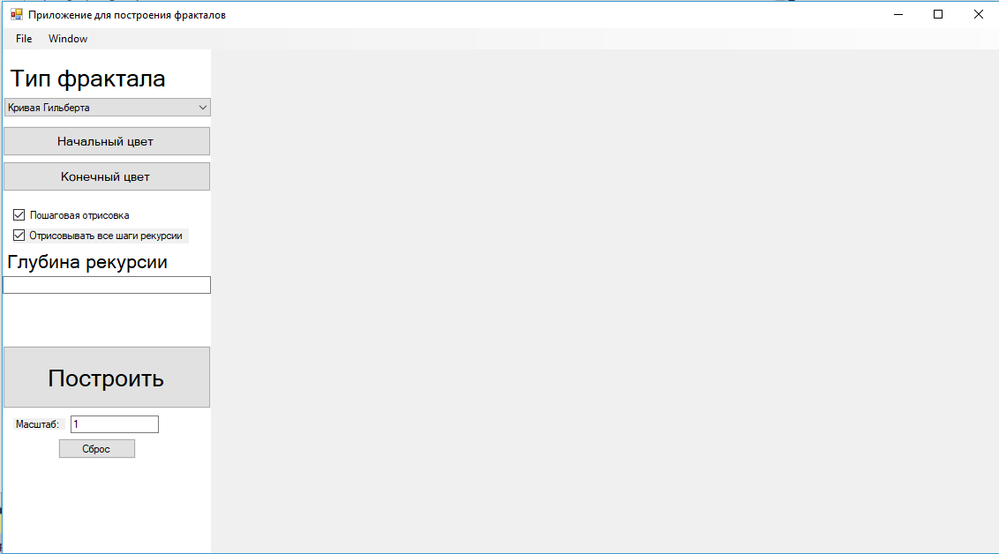 Приложение для построения фракталов
File Window
Тип фрактала
Кривая Гильберта
Начальный цвет
Конечный цвет
Пошаговая отрисовка
Отрисовывать все шаги рекурсии
Глубина рекурсии
Построить
Масштаб: 1
Сброс